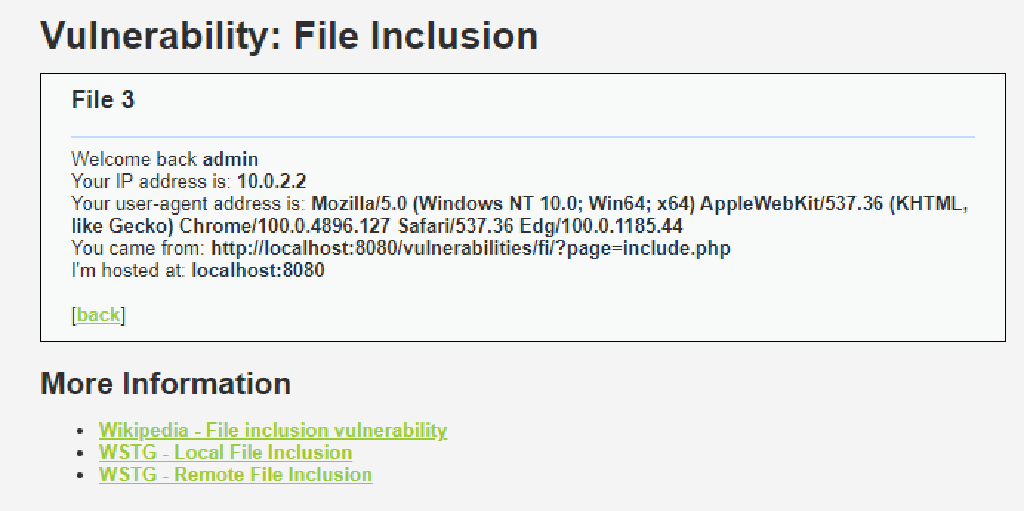 Vulnerability: File Inclusion
File 3
Welcome back admin
Your IP address is: 10.0.2.2
Your user-agent address is: Mozilla/5.0 (Windows NT 10.0; Win64; x64) AppleWebKit/537.36 (KHTML,
like Gecko) Chrome/100.0.4896.127 Safari/537.36 Edg/100.0.1185.44
You came from: http://localhost:8080/vulnerabilities/fi/?page=include.php
I'm hosted at: localhost:8080
[back]
More Information
• Wikipedia - File inclusion vulnerability
• WSTG - Local File Inclusion
• WSTG - Remote File Inclusion